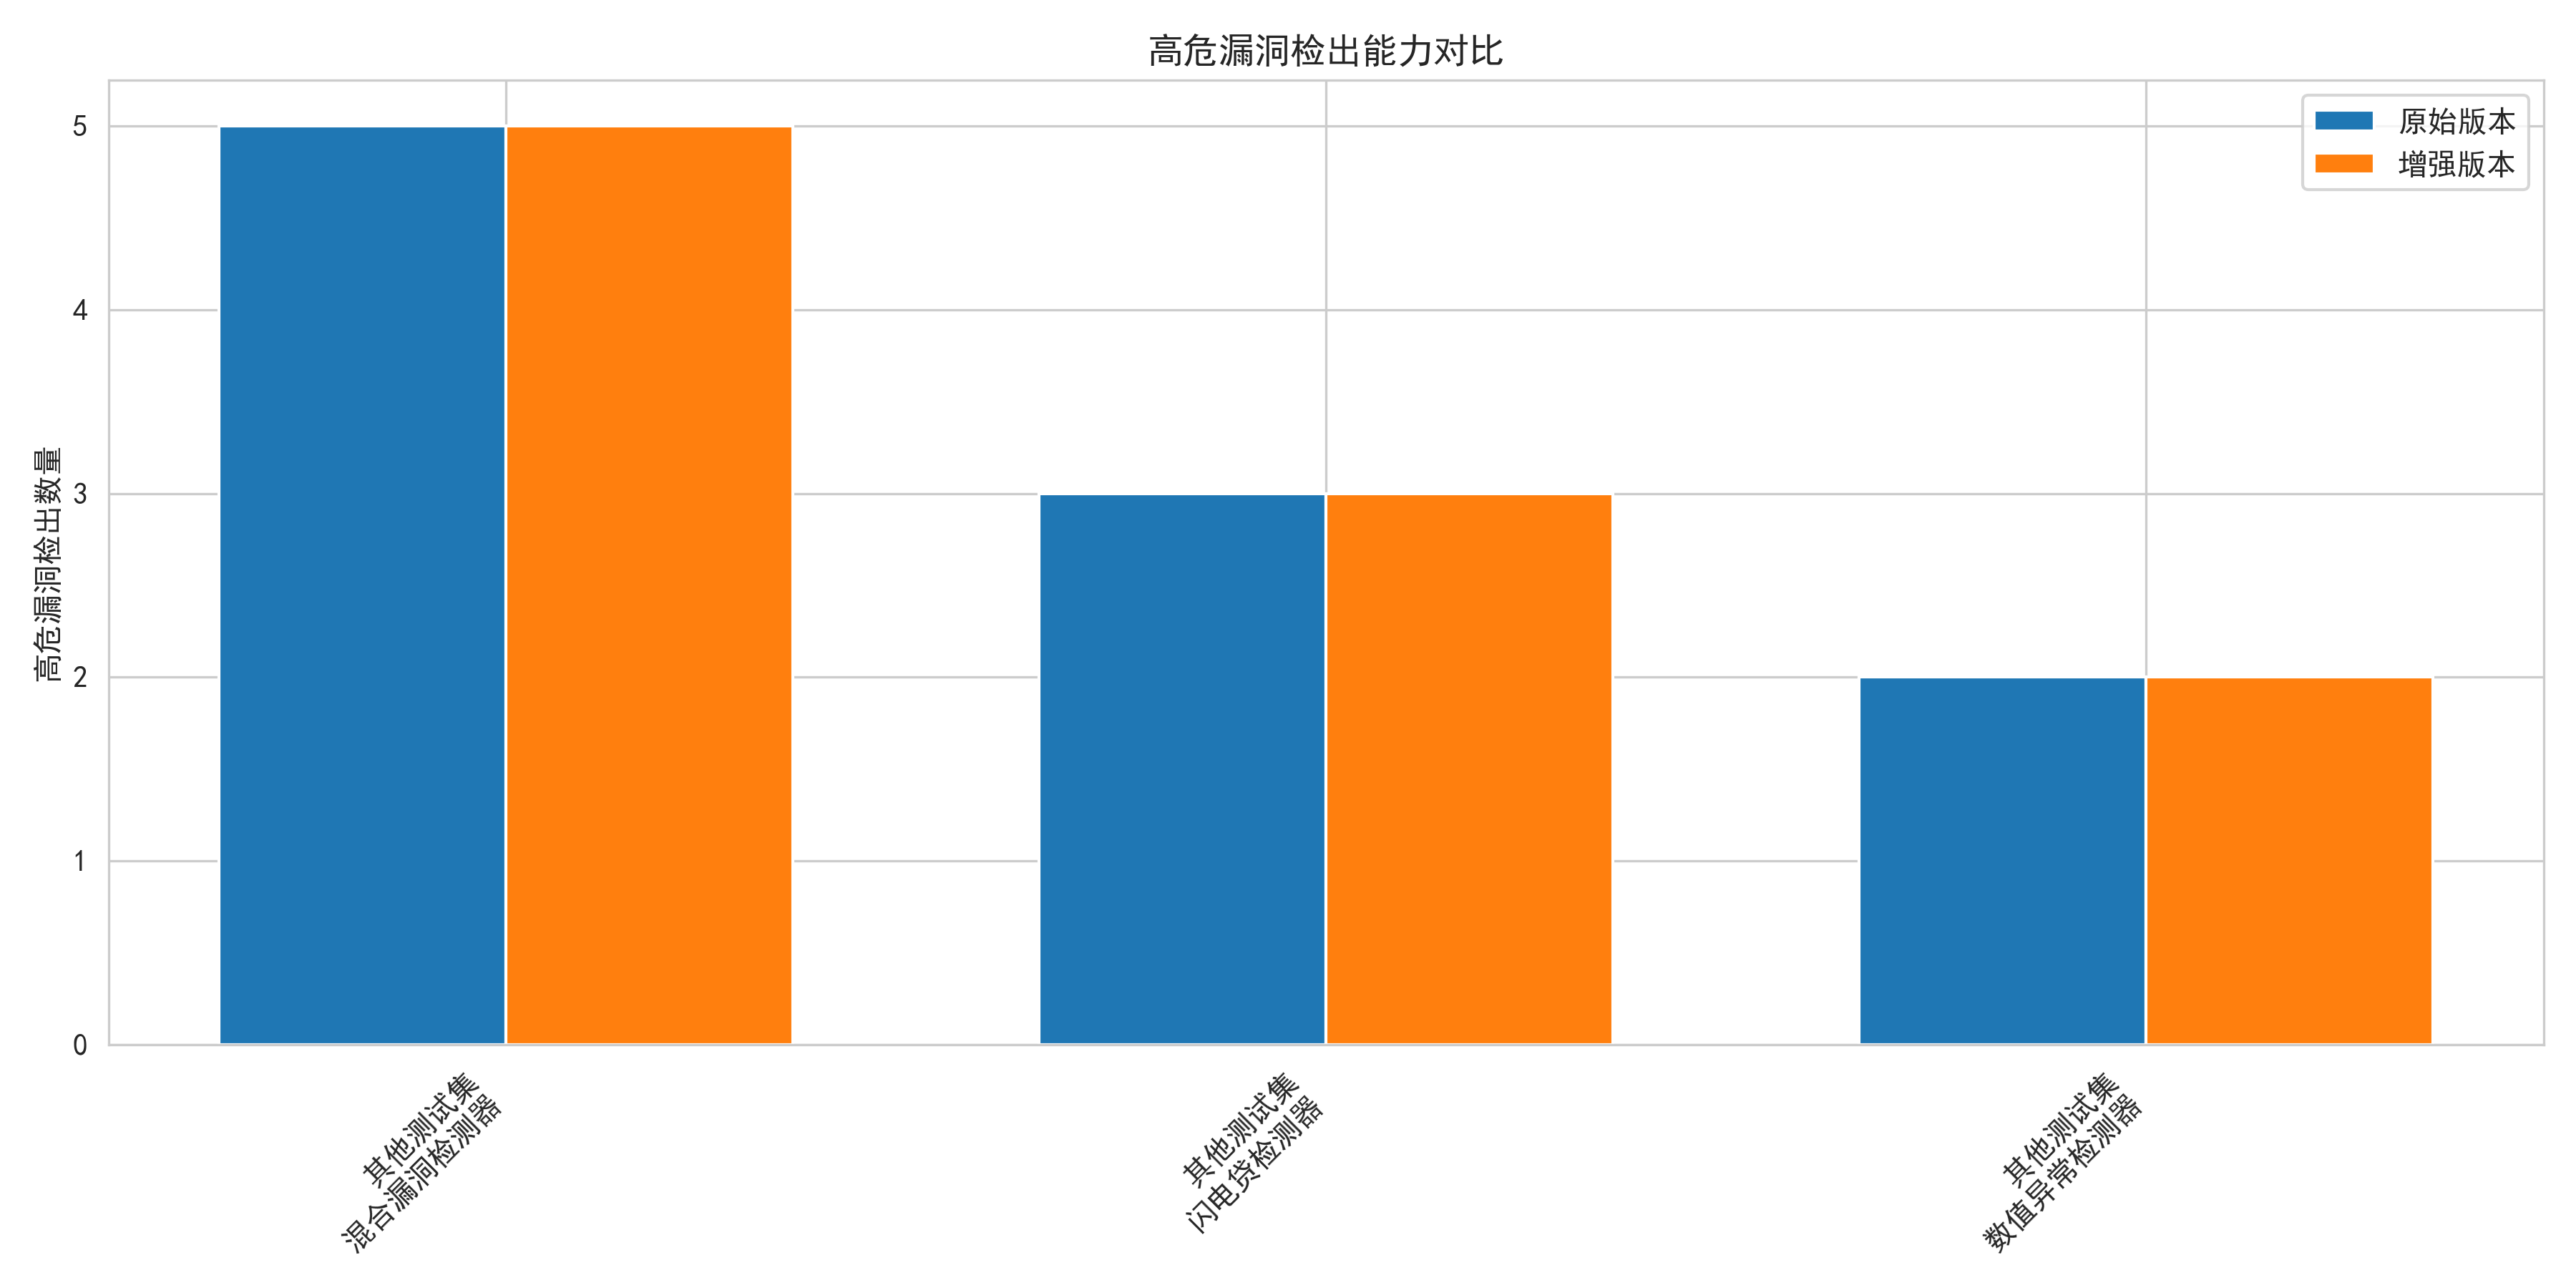 高危漏洞检出能力对比
原始版本
增强版本
高危漏洞检出数量
5
4
3
2
1
0
其他测试集
混合漏洞检测器
其他测试集
闪电贷检测器
其他测试集
数值异常检测器